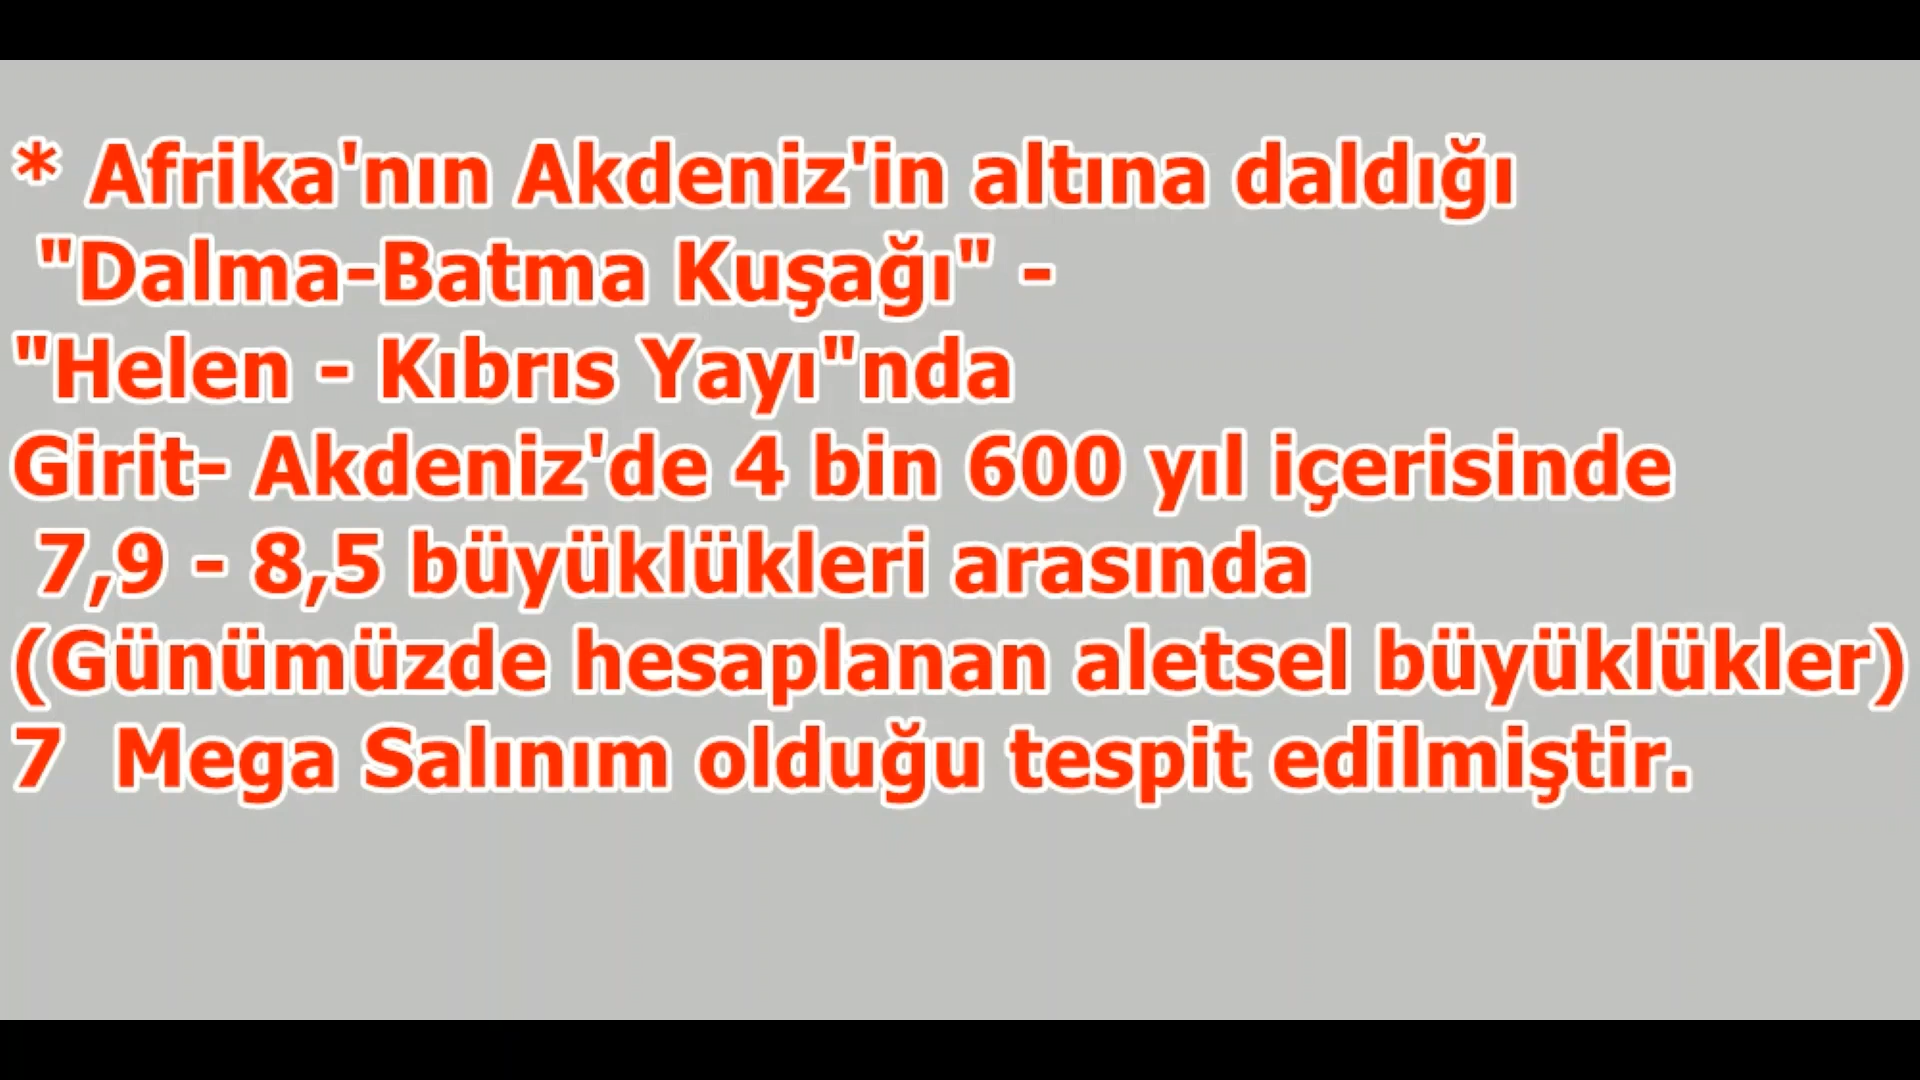 * Afrika'nın Akdeniz'in altına daldığı
"Dalma-Batma Kuşağı" -
"Helen - Kıbrıs Yayı"nda
Girit- Akdeniz'de 4 bin 600 yıl içerisinde
7,9 - 8,5 büyüklükleri arasında
(Günümüzde hesaplanan aletsel büyüklükler)
7 Mega Salınım olduğu tespit edilmiştir.